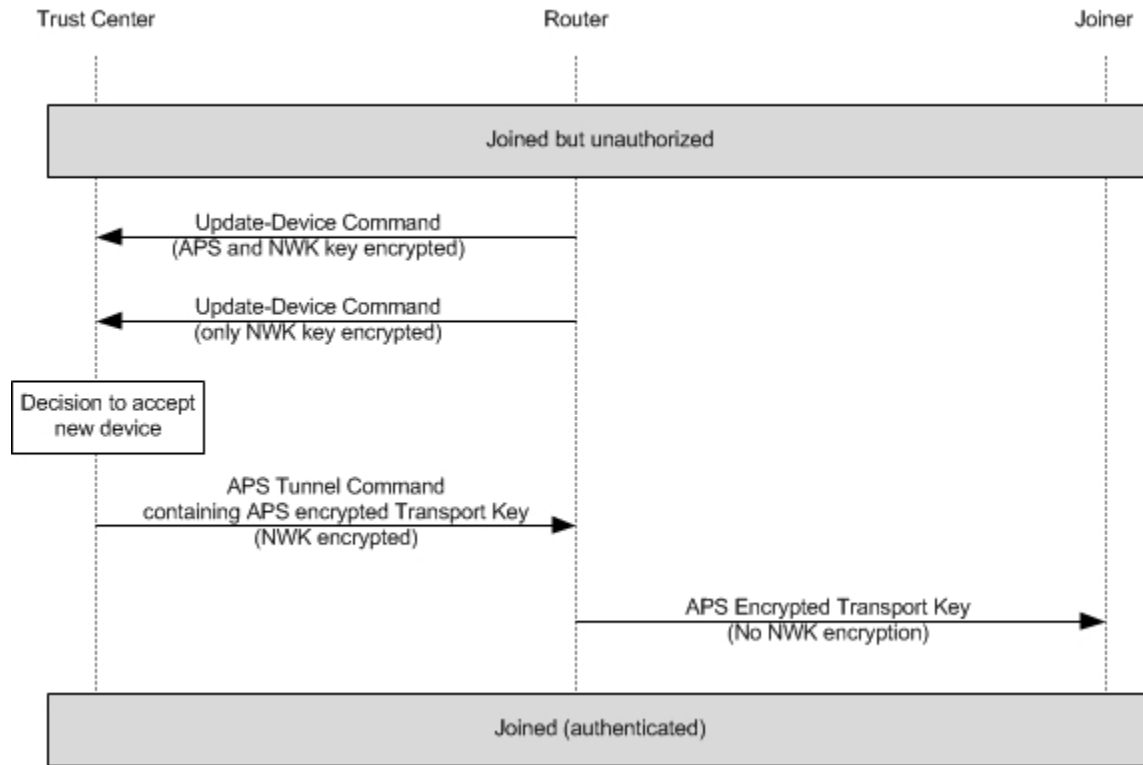 Trust Center
Router
Joiner
Joined but unauthorized
Update-Device Command
(APS and NWK key encrypted)
Update-Device Command
(only NWK key encrypted)
Decision to accept
new device
APS Tunnel Command
containing APS encrypted Transport Key
(NWK encrypted)
APS Encrypted Transport Key
(No NWK encryption)
Joined (authenticated)